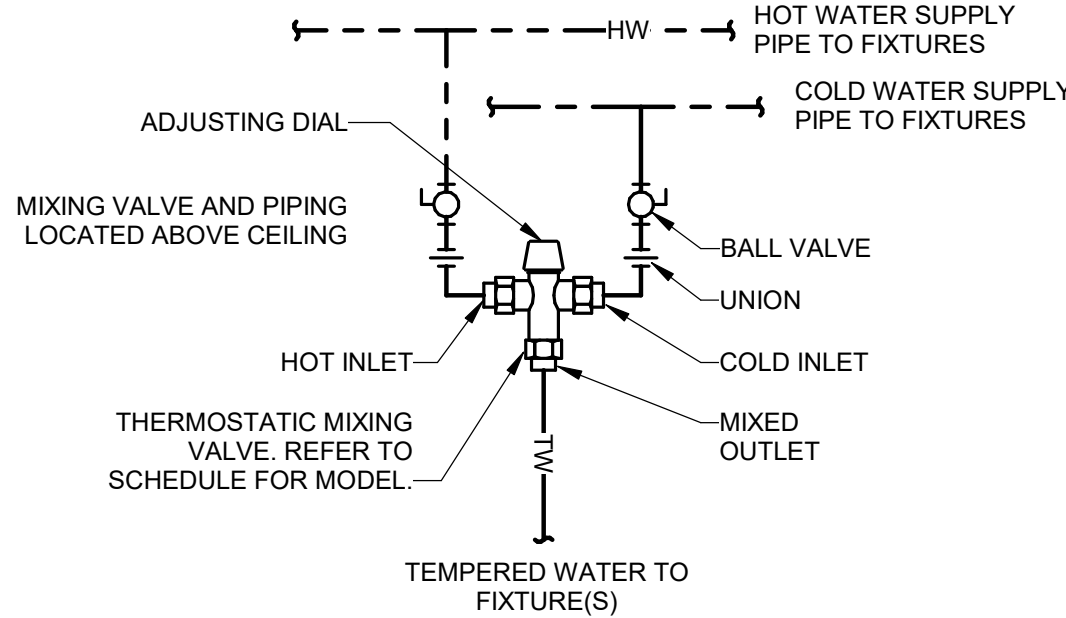 HOT WATER SUPPLY
PIPE TO FIXTURES
HW
COLD WATER SUPPLY
PIPE TO FIXTURES
ADJUSTING DIAL
MIXING VALVE AND PIPING
LOCATED ABOVE CEILING
BALL VALVE
UNION
HOT INLET
COLD INLET
THERMOSTATIC MIXING
VALVE. REFER TO
SCHEDULE FOR MODEL.
MIXED
OUTLET
TW
TEMPERED WATER TO
FIXTURE(S)